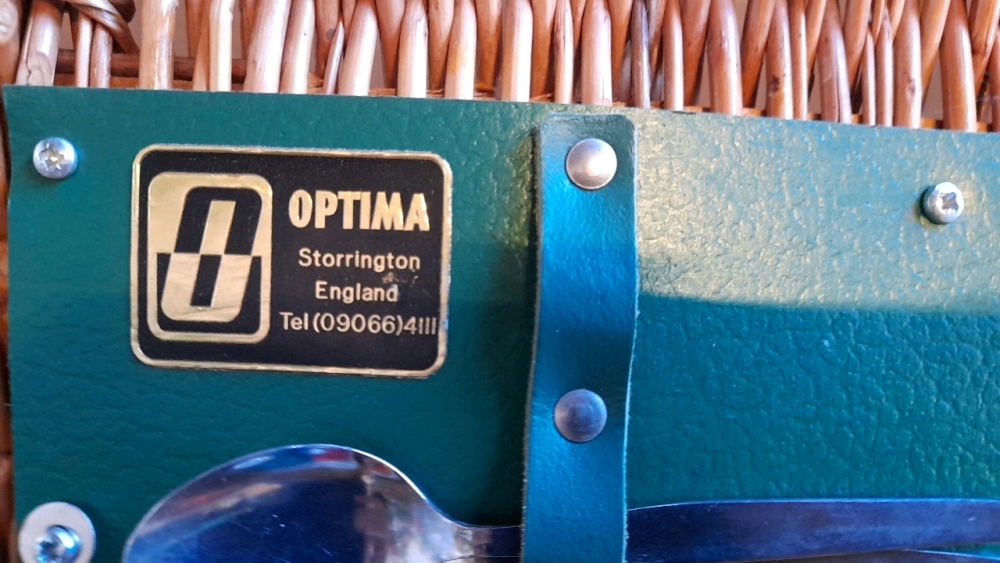 OPTIMA
Storrington
England
Tel (09066) 4111